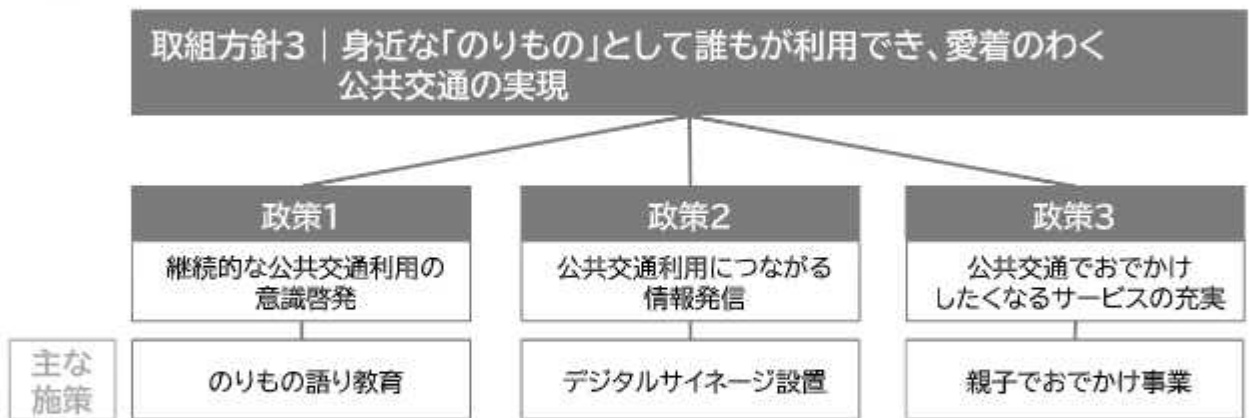 取組方針3｜身近な「のりもの」として誰もが利用でき、愛着のわく
公共交通の実現
政策1
継続的な公共交通利用の
意識啓発
政策2
公共交通利用につながる
情報発信
政策3
公共交通でおでかけ
したくなるサービスの充実
主な
施策
のりもの語り教育
デジタルサイネージ設置
親子でおでかけ事業